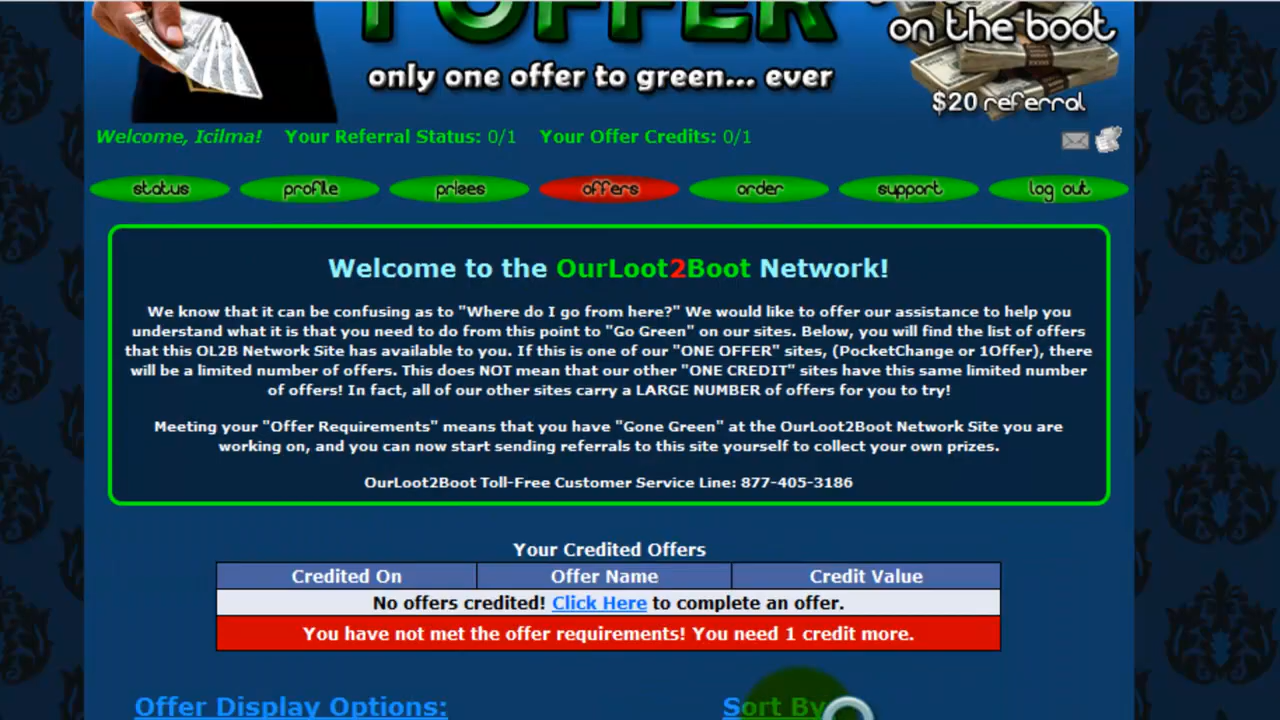 1 OFFER
on the boot
only one offer to green... ever
$20 referral
Welcome, Icilma! Your Referral Status: 0/1 Your Offer Credits: 0/1
status profile prizes offers order support log out
Welcome to the OurLoot2Boot Network!
We know that it can be confusing as to "Where do I go from here?" We would like to offer our assistance to help you
understand what it is that you need to do from this point to "Go Green" on our sites. Below, you will find the list of offers
that this OL2B Network Site has available to you. If this is one of our "ONE OFFER" sites, (PocketChange or 1Offer), there
will be a limited number of offers. This does NOT mean that our other "ONE CREDIT" sites have this same limited number
of offers! In fact, all of our other sites carry a LARGE NUMBER of offers for you to try!
Meeting your "Offer Requirements" means that you have "Gone Green" at the OurLoot2Boot Network Site you are
working on, and you can now start sending referrals to this site yourself to collect your own prizes.
OurLoot2Boot Toll-Free Customer Service Line: 877-405-3186
Your Credited Offers
Credited On Offer Name Credit Value
No offers credited! Click Here to complete an offer.
You have not met the offer requirements! You need 1 credit more.
Offer Display Options: Sort By